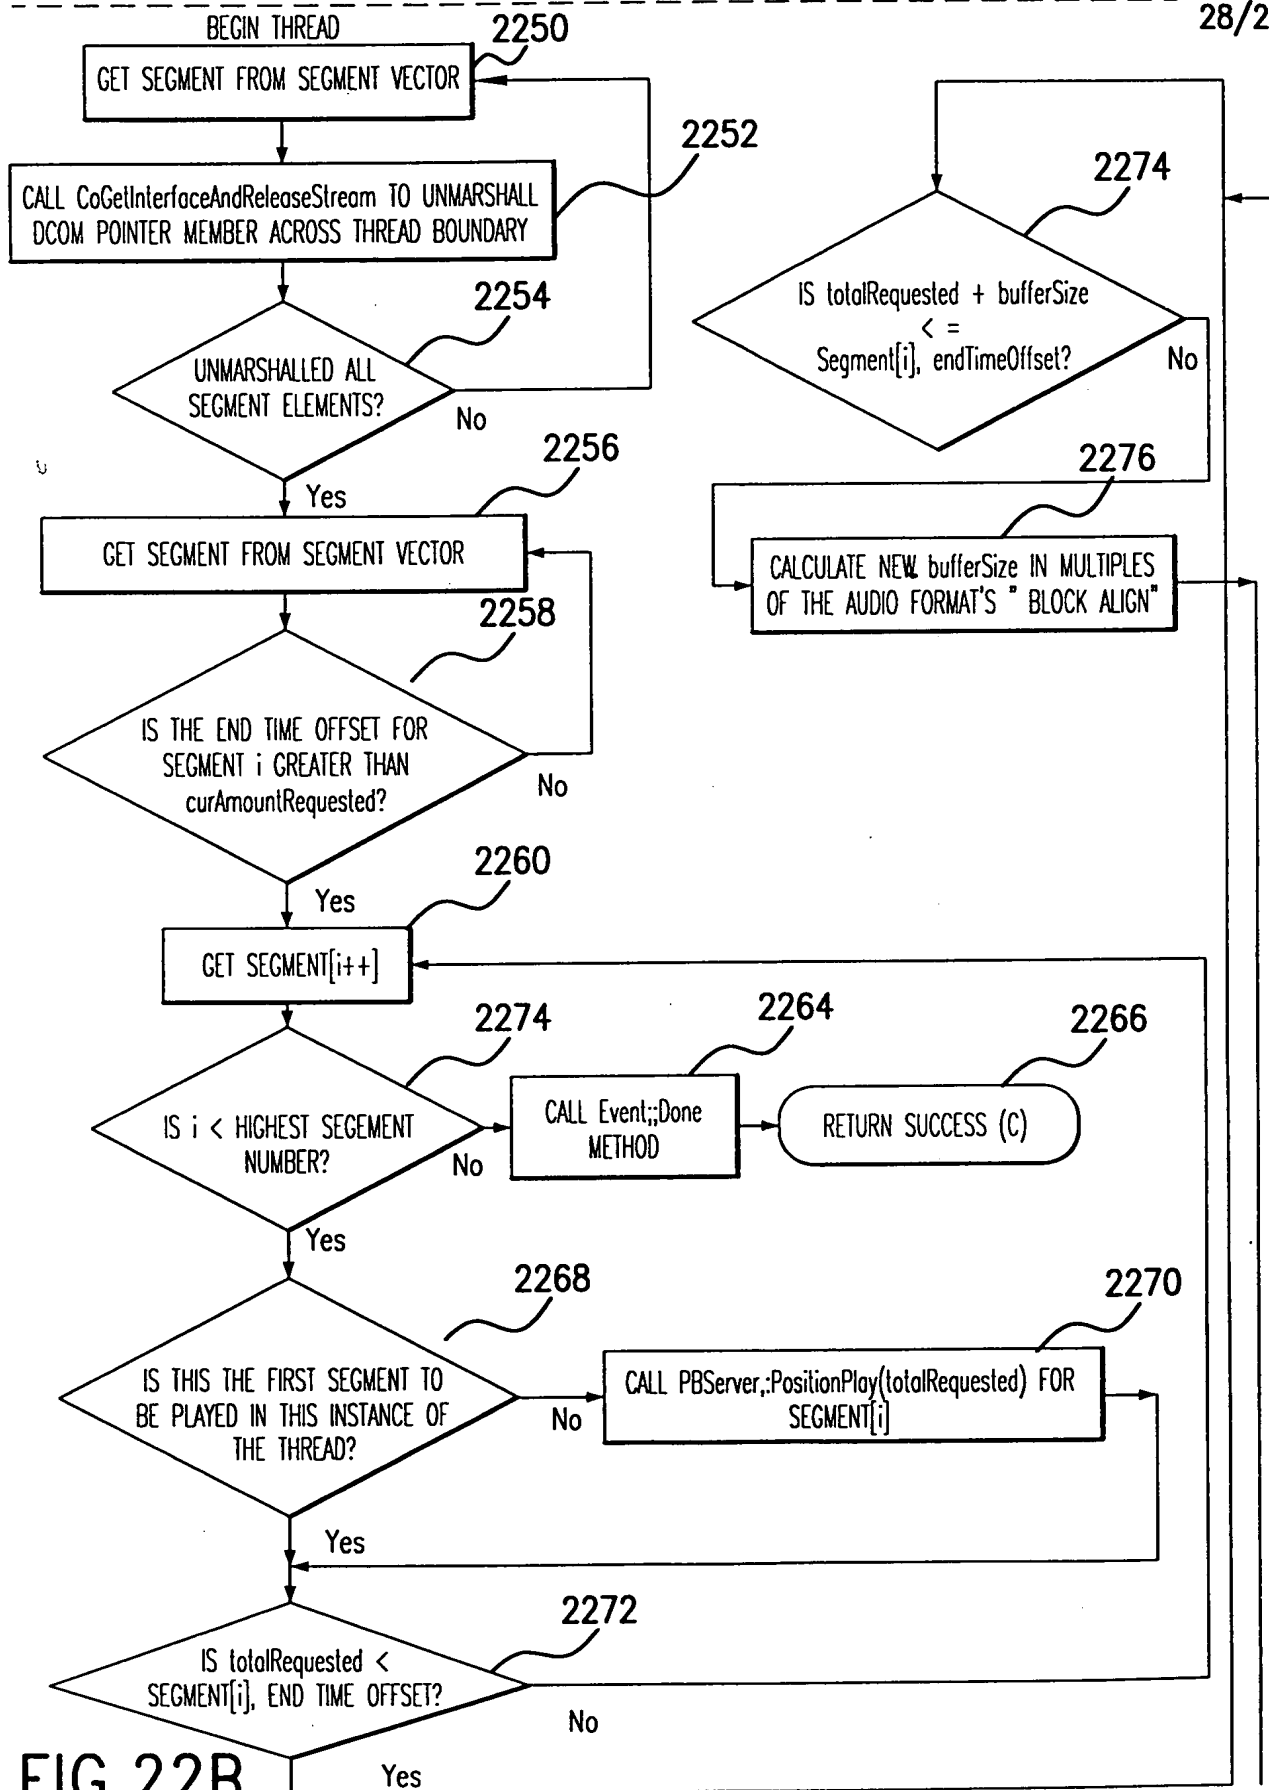 28/2
BEGIN THREAD
2250
GET SEGMENT FROM SEGMENT VECTOR
2252
CALL CoGetInterfaceAndReleaseStream TO UNMARSHALL
DCOM POINTER MEMBER ACROSS THREAD BOUNDARY
2254
UNMARSHALLED ALL
SEGMENT ELEMENTS?
No
Yes
2256
GET SEGMENT FROM SEGMENT VECTOR
2258
IS THE END TIME OFFSET FOR
SEGMENT i GREATER THAN
curAmountRequested?
No
Yes
2260
GET SEGMENT[i++]
2274
IS i < HIGHEST SEGEMENT
NUMBER?
No
Yes
2264
CALL Event;;Done
METHOD
2266
RETURN SUCCESS (C)
2268
IS THIS THE FIRST SEGMENT TO
BE PLAYED IN THIS INSTANCE OF
THE THREAD?
No
Yes
2270
CALL PBServer,:PositionPlay(totalRequested) FOR
SEGMENT[i]
2272
IS totalRequested <
SEGMENT[i], END TIME OFFSET?
No
Yes
2274
IS totalRequested + bufferSize
< =
Segment[i], endTimeOffset?
No
2276
CALCULATE NEW bufferSize IN MULTIPLES
OF THE AUDIO FORMAT'S " BLOCK ALIGN"
FIG.22B